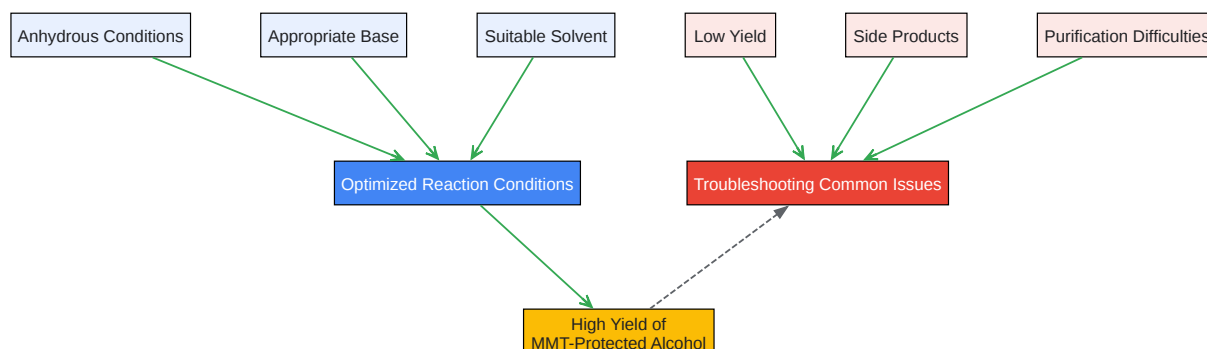 Anhydrous Conditions
Appropriate Base
Suitable Solvent
Low Yield
Side Products
Purification Difficulties
Optimized Reaction Conditions
Troubleshooting Common Issues
High Yield of
MMT-Protected Alcohol